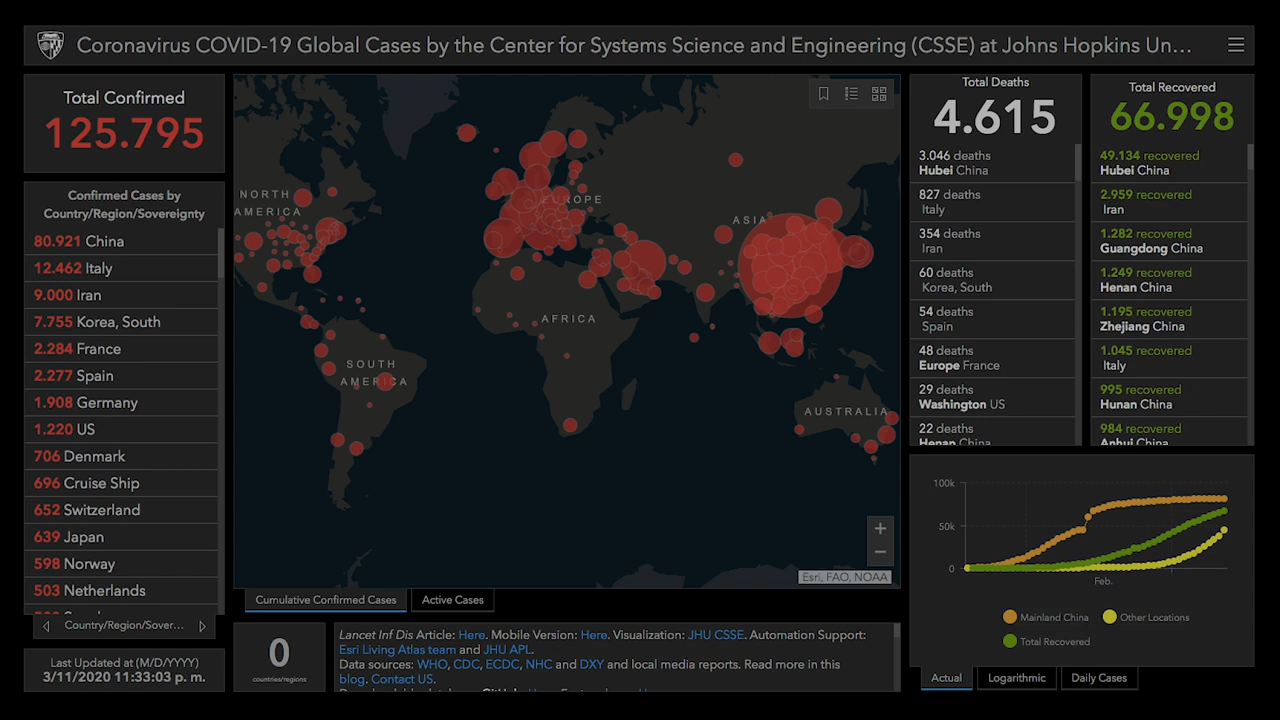 Coronavirus COVID-19 Global Cases by the Center for Systems Science and Engineering (CSSE) at Johns Hopkins Un...
Total Confirmed
125.795
Confirmed Cases by
Country/Region/Sovereignty
80.921 China
12.462 Italy
9.000 Iran
7.755 Korea, South
2.284 France
2.277 Spain
1.908 Germany
1.220 US
706 Denmark
696 Cruise Ship
652 Switzerland
639 Japan
598 Norway
503 Netherlands
Country/Region/Sover...
Last Updated at (M/D/YYYY)
3/11/2020 11:33:03 p. m.
NORTH
AMERICA
EUROPE
ASIA
AFRICA
SOUTH
AMERICA
AUSTRALIA
+
−
Esri, FAO, NOAA
Cumulative Confirmed Cases
Active Cases
0
countries/regions
Lancet Inf Dis Article: Here. Mobile Version: Here. Visualization: JHU CSSE. Automation Support:
Esri Living Atlas team and JHU APL.
Data sources: WHO, CDC, ECDC, NHC and DXY and local media reports. Read more in this
blog. Contact US.
Total Deaths
4.615
3.046 deaths
Hubei China
827 deaths
Italy
354 deaths
Iran
60 deaths
Korea, South
54 deaths
Spain
48 deaths
Europe France
29 deaths
Washington US
22 deaths
Henan China
Total Recovered
66.998
49.134 recovered
Hubei China
2.959 recovered
Iran
1.282 recovered
Guangdong China
1.249 recovered
Henan China
1.195 recovered
Zhejiang China
1.045 recovered
Italy
995 recovered
Hunan China
984 recovered
Anhui China
100k
50k
0
Feb.
Mainland China
Other Locations
Total Recovered
Actual
Logarithmic
Daily Cases